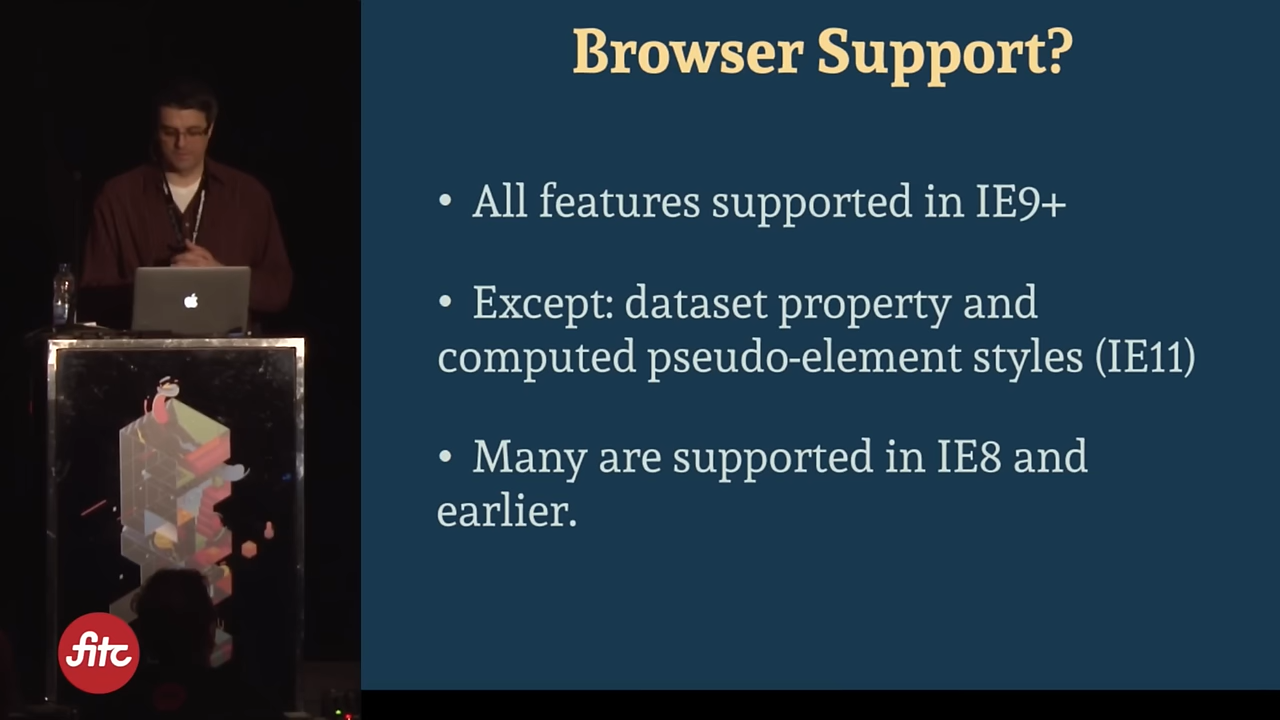 Browser Support?
• All features supported in IE9+
• Except: dataset property and
computed pseudo-element styles (IE11)
• Many are supported in IE8 and
earlier.
fitc